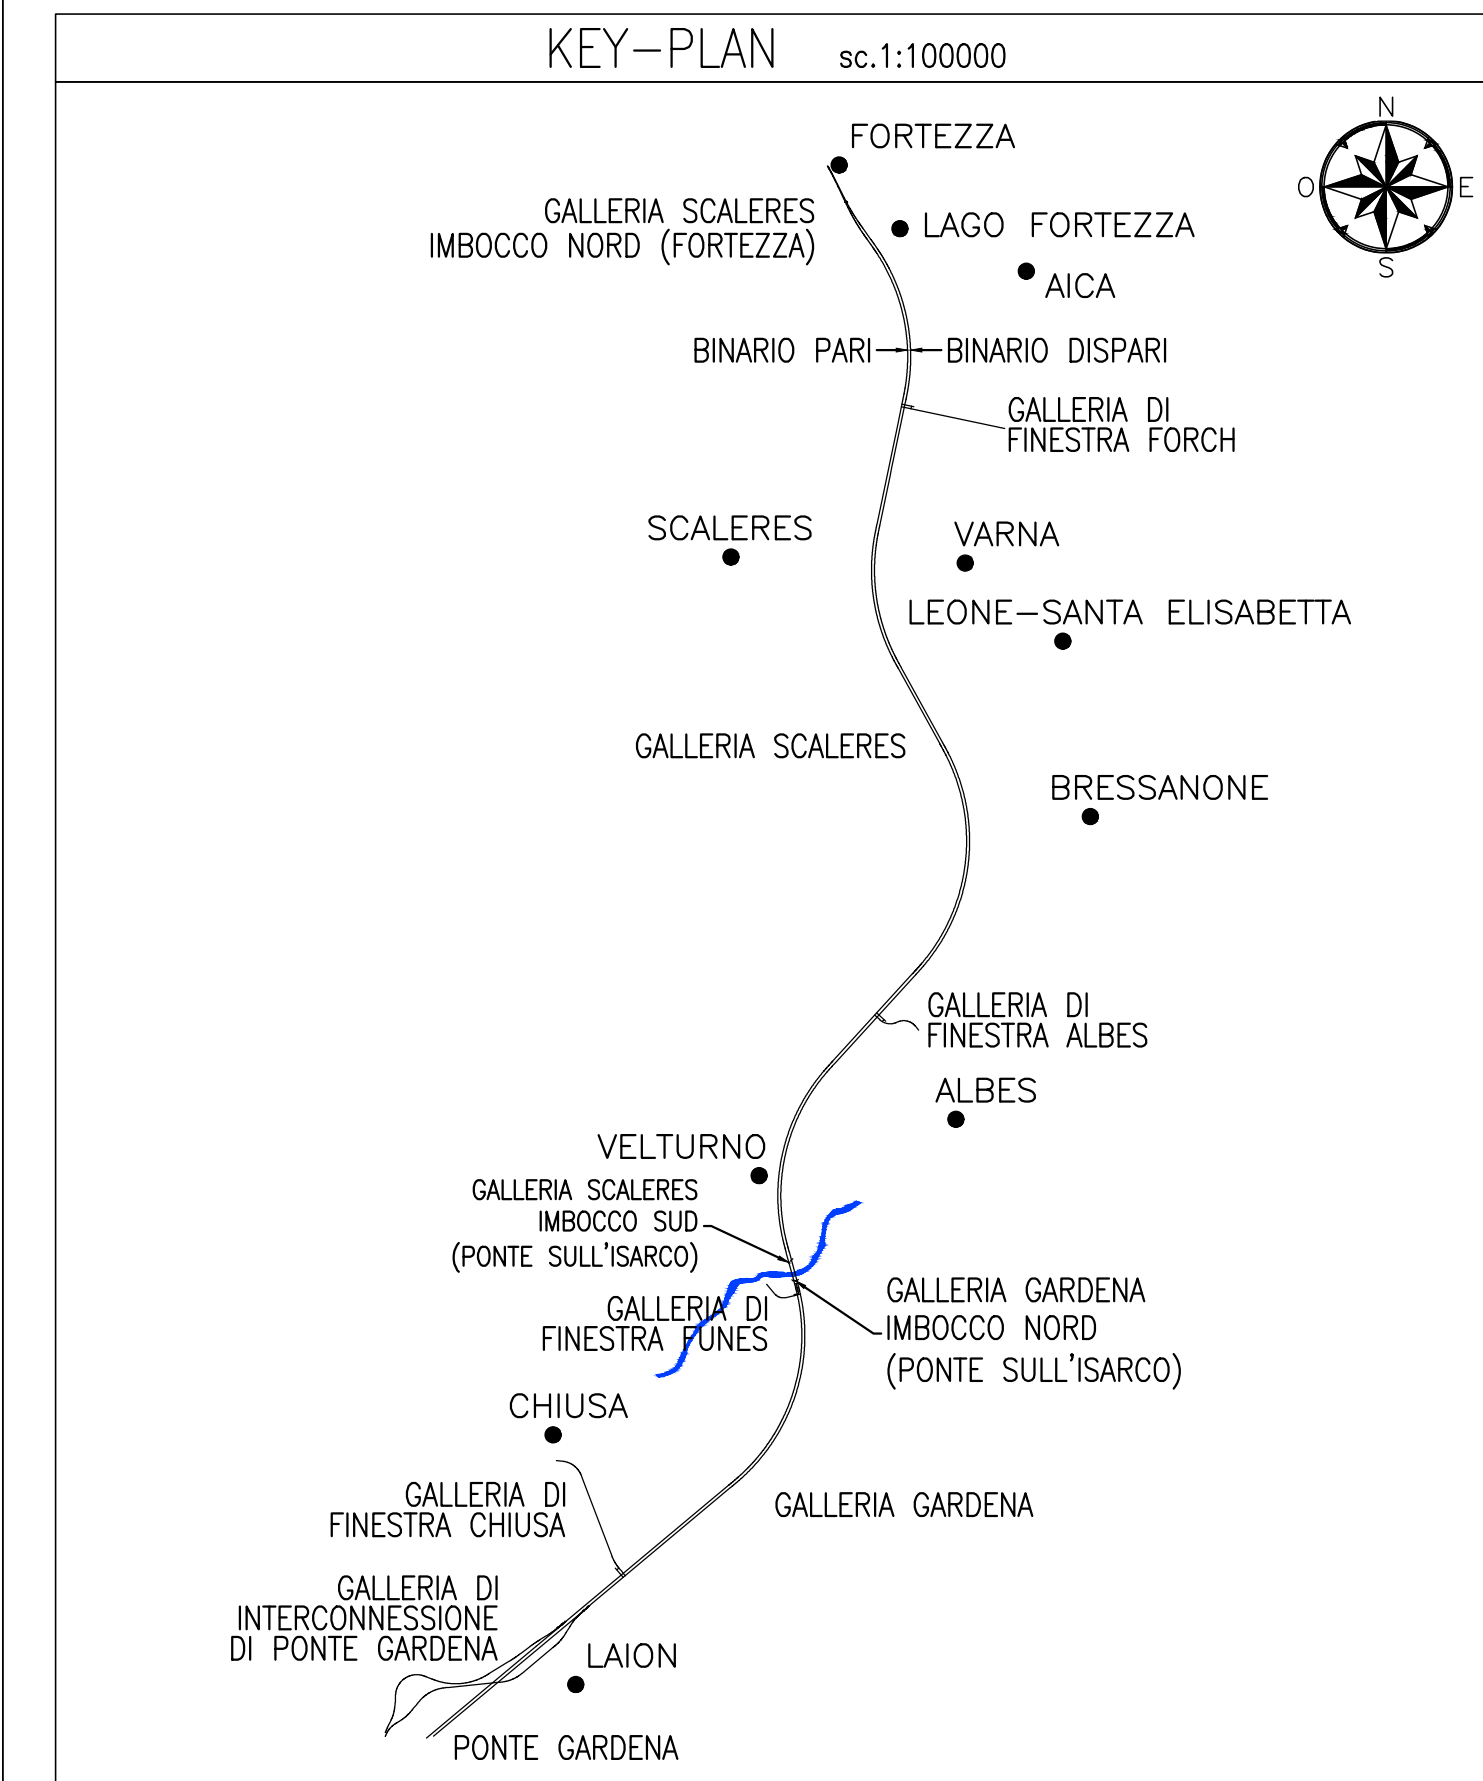 KEY-PLAN sc.1:100000
N
O
E
S
FORTEZZA
GALLERIA SCALERES
IMBOCCO NORD (FORTEZZA)
LAGO FORTEZZA
AICA
BINARIO PARI
BINARIO DISPARI
GALLERIA DI
FINESTRA FORCH
SCALERES
VARNA
LEONE-SANTA ELISABETTA
GALLERIA SCALERES
BRESSANONE
GALLERIA DI
FINESTRA ALBES
ALBES
VELTURNO
GALLERIA SCALERES
IMBOCCO SUD
(PONTE SULL'ISARCO)
GALLERIA DI
FINESTRA FUNES
GALLERIA GARDENA
IMBOCCO NORD
(PONTE SULL'ISARCO)
CHIUSA
GALLERIA DI
FINESTRA CHIUSA
GALLERIA GARDENA
GALLERIA DI
INTERCONNESSIONE
DI PONTE GARDENA
LAION
PONTE GARDENA